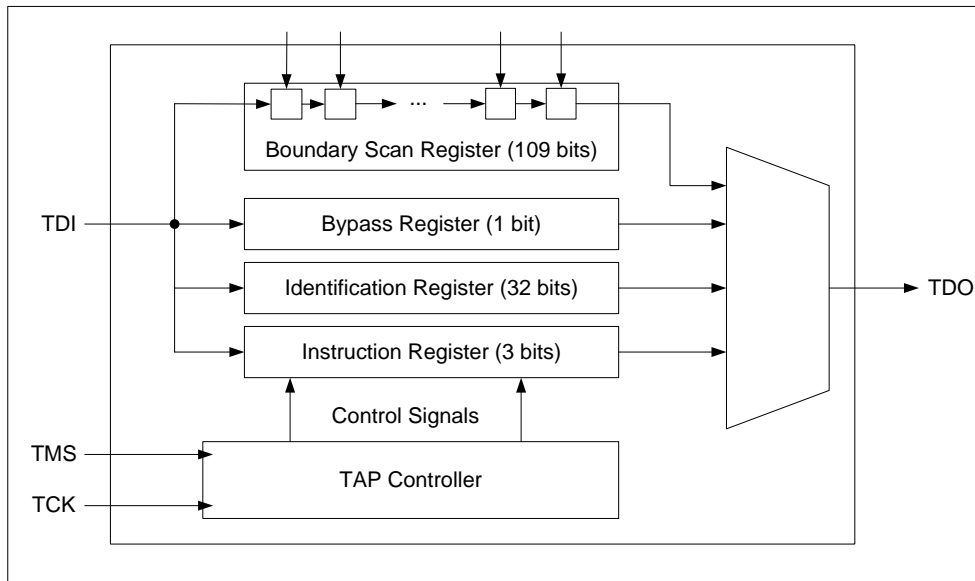 ...
Boundary Scan Register (109 bits)
TDI
Bypass Register (1 bit)
Identification Register (32 bits)
TDO
Instruction Register (3 bits)
Control Signals
TMS
TAP Controller
TCK